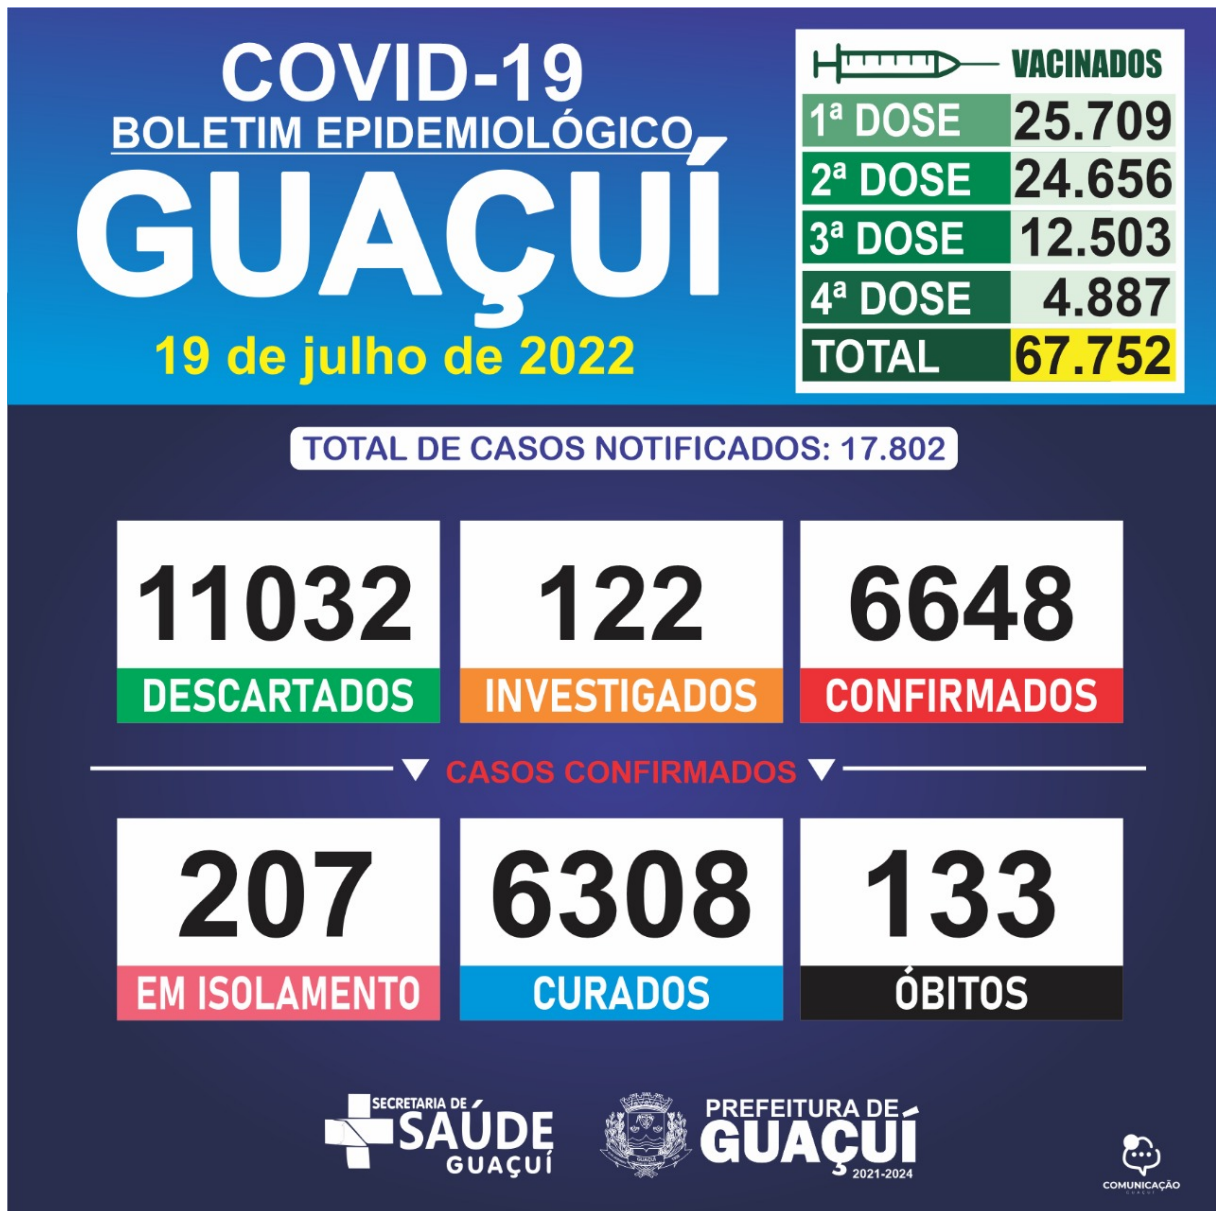 COVID-19
BOLETIM EPIDEMIOLÓGICO
GUAÇUÍ
19 de julho de 2022
VACINADOS
1ª DOSE 25.709
2ª DOSE 24.656
3ª DOSE 12.503
4ª DOSE 4.887
TOTAL 67.752
TOTAL DE CASOS NOTIFICADOS: 17.802
11032 122 6648
DESCARTADOS INVESTIGADOS CONFIRMADOS
CASOS CONFIRMADOS
207 6308 133
EM ISOLAMENTO CURADOS ÓBITOS
SECRETARIA DE
SAÚDE
GUAÇUÍ
PREFEITURA DE
GUAÇUÍ
2021-2024
COMUNICAÇÃO
GUAÇUÍ